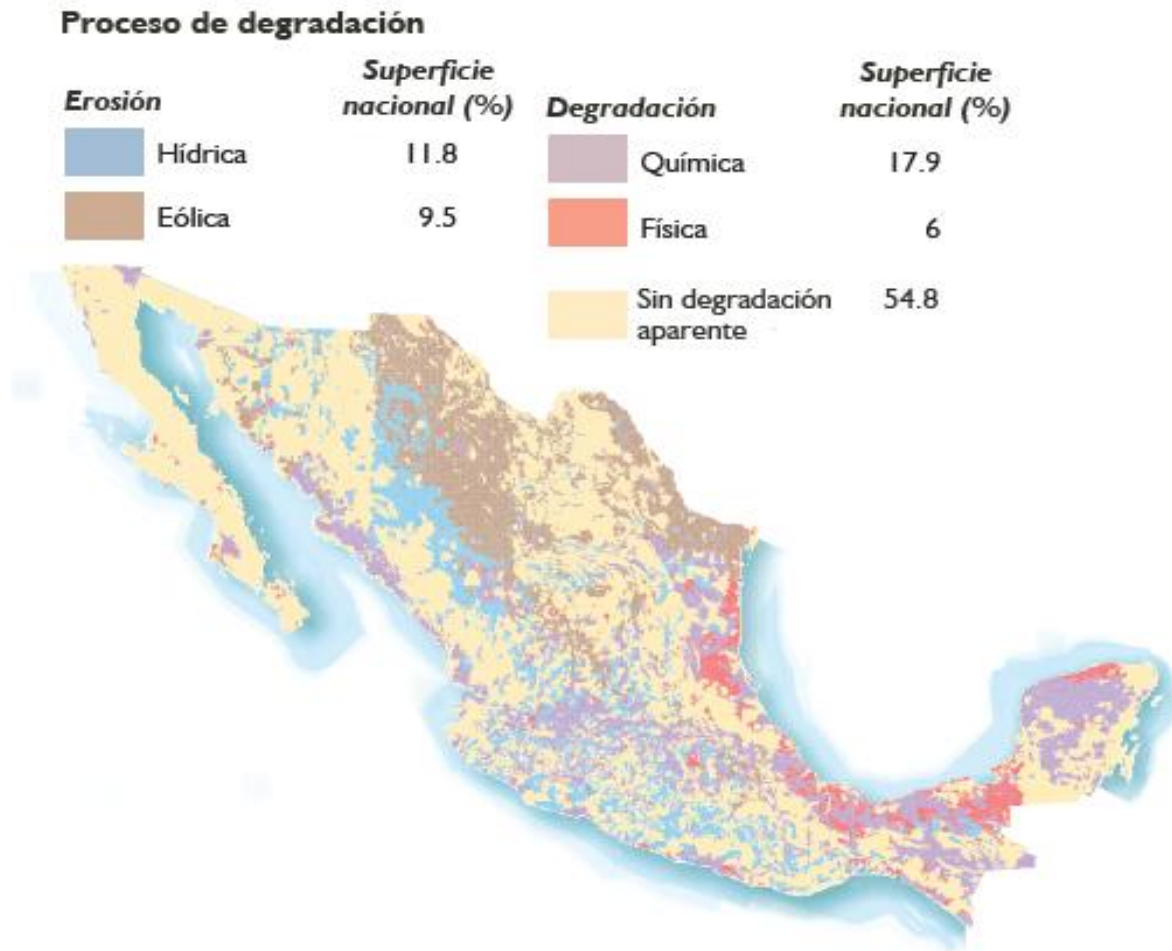 Proceso de degradación
Erosión
Superficie
nacional (%)
Hídrica 11.8
Eólica 9.5
Degradación
Superficie
nacional (%)
Química 17.9
Física 6
Sin degradación 54.8
aparente